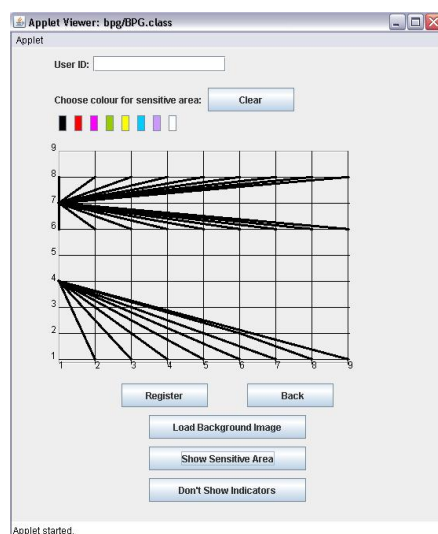 Applet Viewer: bpg/BPG.class
Applet
User ID:
Choose colour for sensitive area: Clear
9
8
7
6
5
4
3
2
1
1 2 3 4 5 6 7 8 9
Register Back
Load Background Image
Show Sensitive Area
Don't Show Indicators
Applet started.